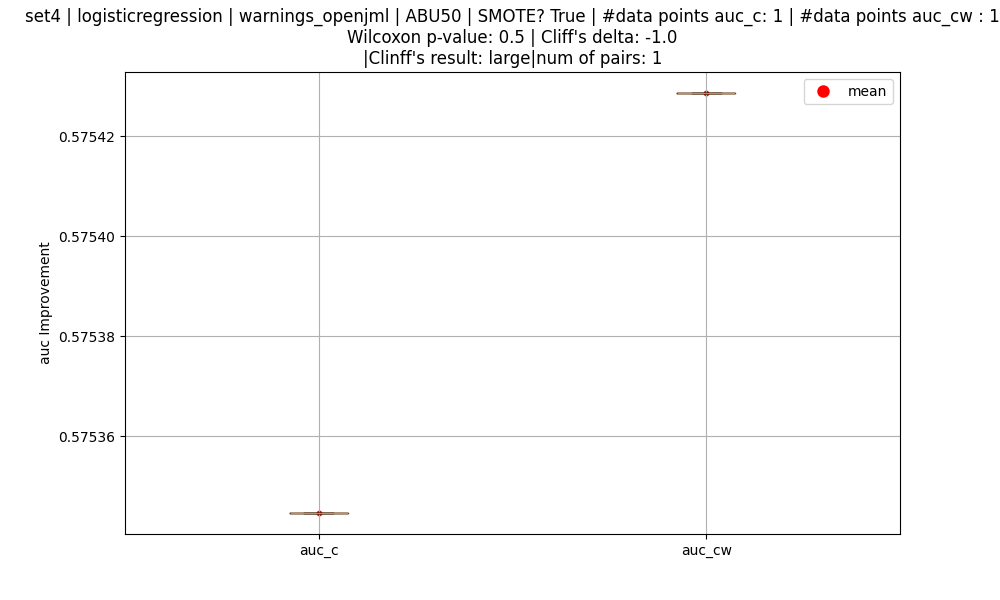 set4 | logisticregression | warnings_openjml | ABU50 | SMOTE? True | #data points auc_c: 1 | #data points auc_cw : 1
Wilcoxon p-value: 0.5 | Cliff's delta: -1.0
|Clinff's result: large|num of pairs: 1
mean
0.57542
0.57540
0.57538
0.57536
auc Improvement
auc_c
auc_cw